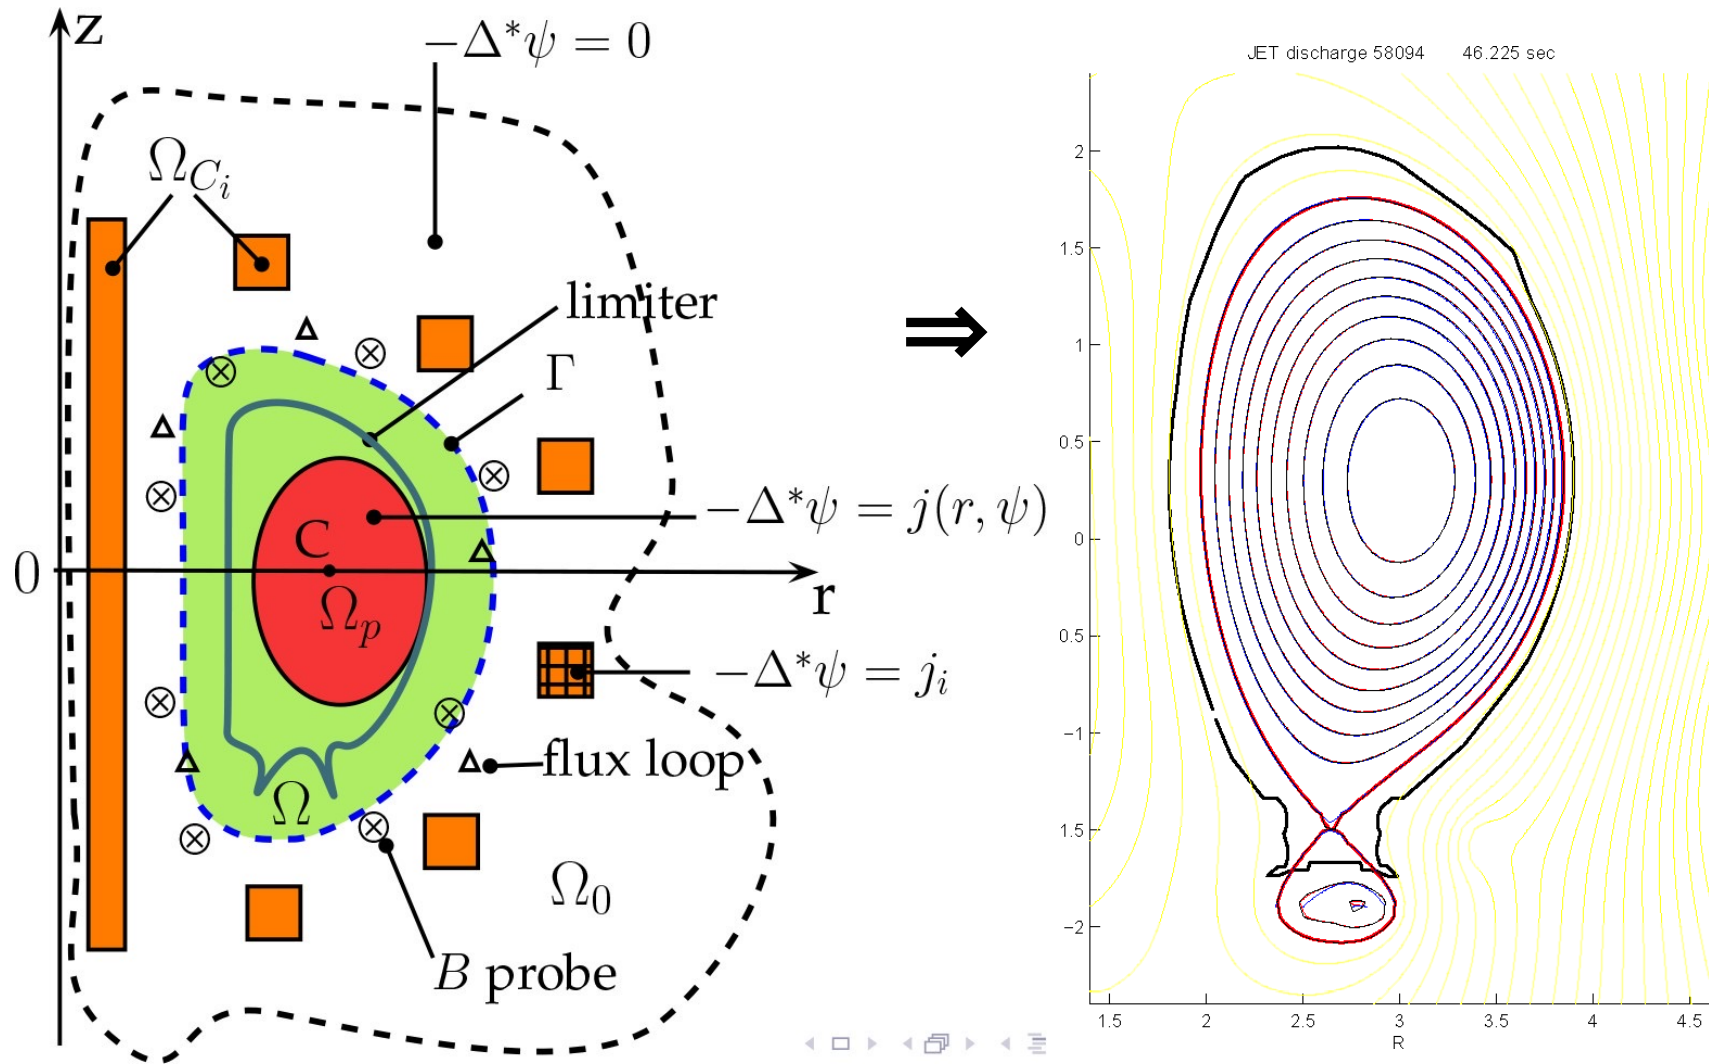 z
−Δ*ψ = 0
Ω_{C_i}
limiter
Γ
−Δ*ψ = j(r, ψ)
C
0
r
Ω_p
−Δ*ψ = j_i
flux loop
Ω
Ω_0
B probe
⇒
JET discharge 58094 46.225 sec
2
1.5
1
0.5
0
0.5
−1
1.5
−2
1.5 2 2.5 3 3.5 4 4.5
R